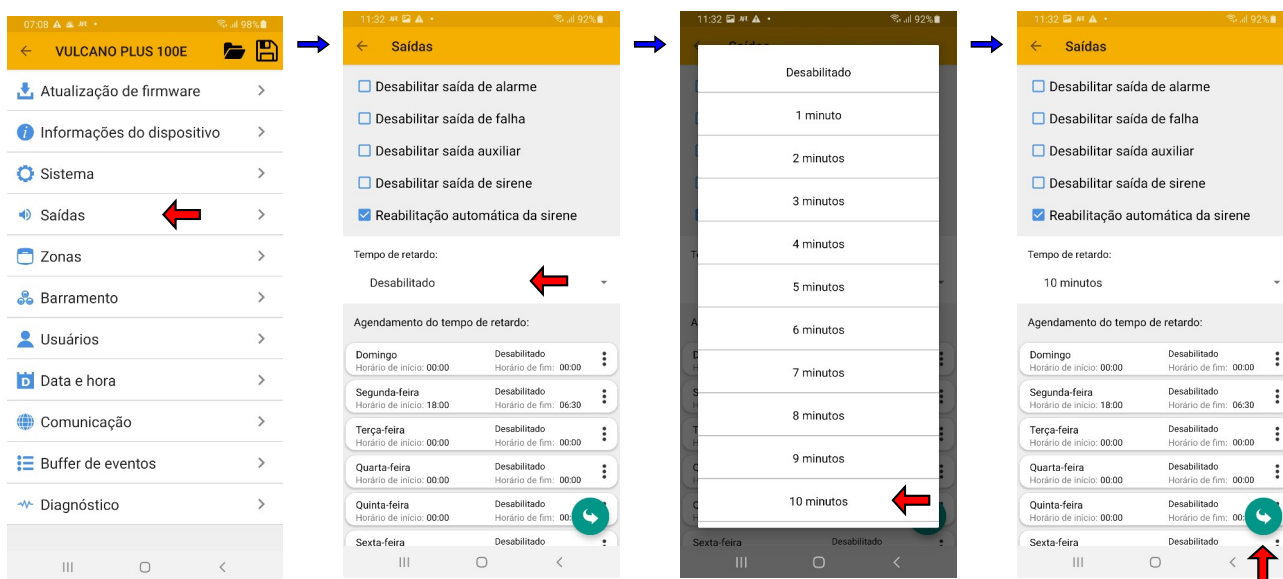 07:08
98%
VULCANO PLUS 100E
Atualização de firmware
Informações do dispositivo
Sistema
Saídas
Zonas
Barramento
Usuários
Data e hora
Comunicação
Buffer de eventos
Diagnóstico
11:32
92%
Saídas
Desabilitar saída de alarme
Desabilitar saída de falha
Desabilitar saída auxiliar
Desabilitar saída de sirene
Reabilitação automática da sirene
Tempo de retardo:
Desabilitado
Agendamento do tempo de retardo:
Domingo Desabilitado
Horário de início: 00:00 Horário de fim: 00:00
Segunda-feira Desabilitado
Horário de início: 18:00 Horário de fim: 06:30
Terça-feira Desabilitado
Horário de início: 00:00 Horário de fim: 00:00
Quarta-feira Desabilitado
Horário de início: 00:00 Horário de fim: 00:00
Quinta-feira Desabilitado
Horário de início: 00:00 Horário de fim: 00:
Sexta-feira Desabilitado
11:32
92%
Desabilitado
1 minuto
2 minutos
3 minutos
4 minutos
5 minutos
6 minutos
7 minutos
8 minutos
9 minutos
10 minutos
Sexta-feira Desabilitado
11:32
92%
Saídas
Desabilitar saída de alarme
Desabilitar saída de falha
Desabilitar saída auxiliar
Desabilitar saída de sirene
Reabilitação automática da sirene
Tempo de retardo:
10 minutos
Agendamento do tempo de retardo:
Domingo Desabilitado
Horário de início: 00:00 Horário de fim: 00:00
Segunda-feira Desabilitado
Horário de início: 18:00 Horário de fim: 06:30
Terça-feira Desabilitado
Horário de início: 00:00 Horário de fim: 00:00
Quarta-feira Desabilitado
Horário de início: 00:00 Horário de fim: 00:00
Quinta-feira Desabilitado
Horário de início: 00:00 Horário de fim: 00:
Sexta-feira Desabilitado